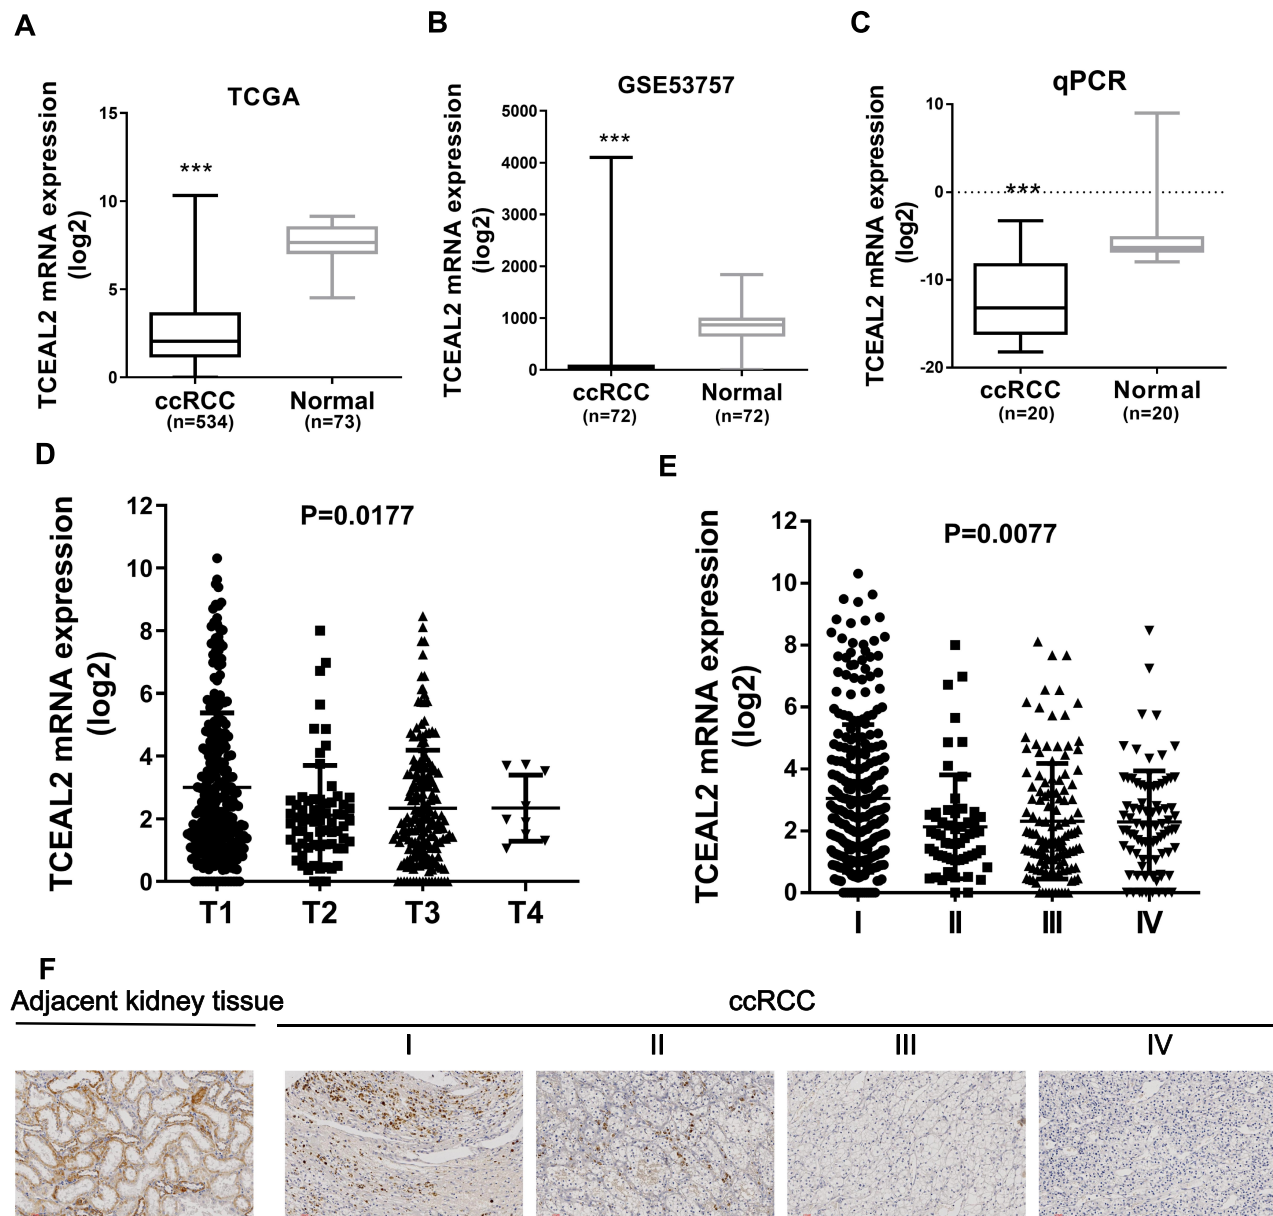 A
TCGA
TCEAL2 mRNA expression
(log2)
15
10
5
0
***
ccRCC
(n=534)
Normal
(n=73)
B
GSE53757
TCEAL2 mRNA expression
(log2)
5000
4000
3000
2000
1000
0
***
ccRCC
(n=72)
Normal
(n=72)
C
qPCR
TCEAL2 mRNA expression
(log2)
10
0
-10
-20
***
ccRCC
(n=20)
Normal
(n=20)
D
P=0.0177
TCEAL2 mRNA expression
(log2)
12
10
8
6
4
2
0
T1
T2
T3
T4
E
P=0.0077
TCEAL2 mRNA expression
(log2)
12
10
8
6
4
2
0
I
II
III
IV
F
Adjacent kidney tissue
ccRCC
I
II
III
IV